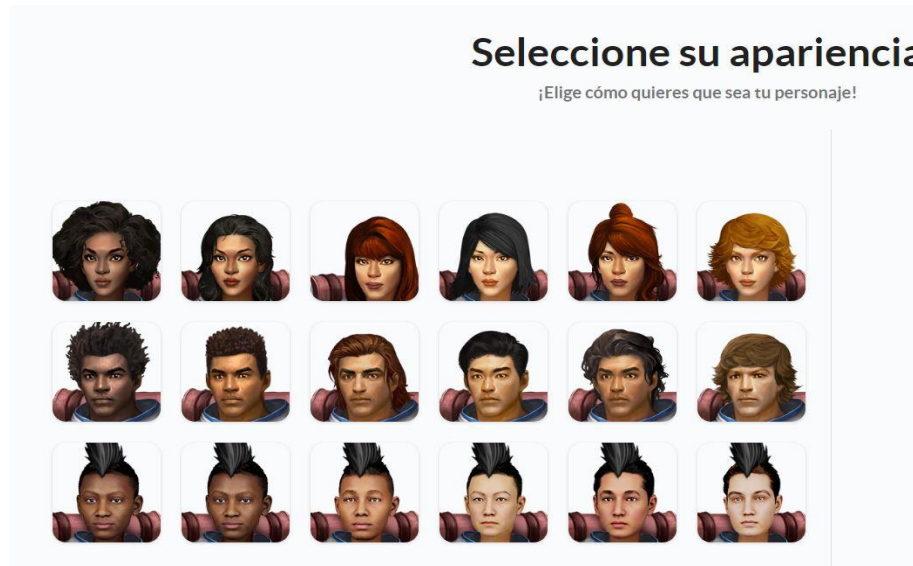 Seleccione su apariencia
¡Elige cómo quieres que sea tu personaje!